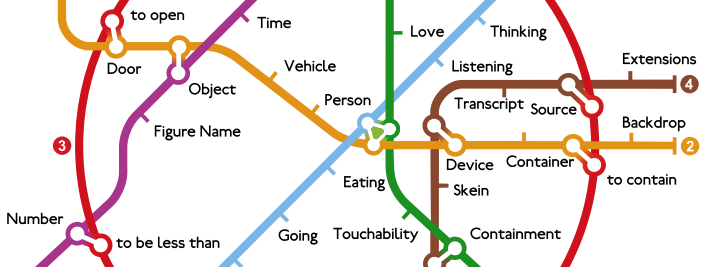 to open
Time
Love
Thinking
Door
Object
Vehicle
Listening
Extensions
Person
Transcript
Source
4
Figure Name
Backdrop
3
Device
Container
2
Eating
Skein
to contain
Number
to be less than
Going
Touchability
Containment